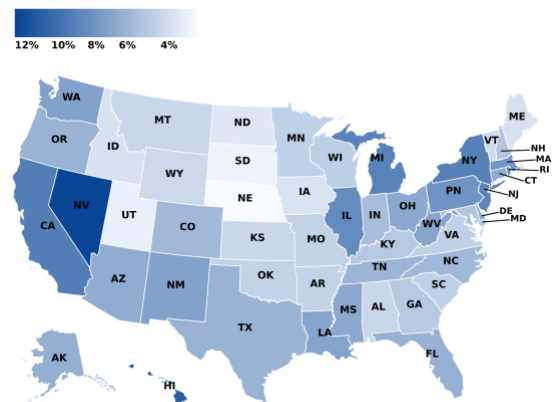 12% 10% 8% 6% 4%
WA
ME
MT
ND
VT
OR
MN
NH
ID
SD
WI
MI
NY
MA
WY
RI
IA
PN
CT
NE
NJ
NV
UT
IL
IN
OH
DE
CA
CO
WV
MD
KS
MO
KY
VA
TN
NC
AZ
NM
OK
AR
SC
MS
AL
GA
TX
LA
FL
AK
HI